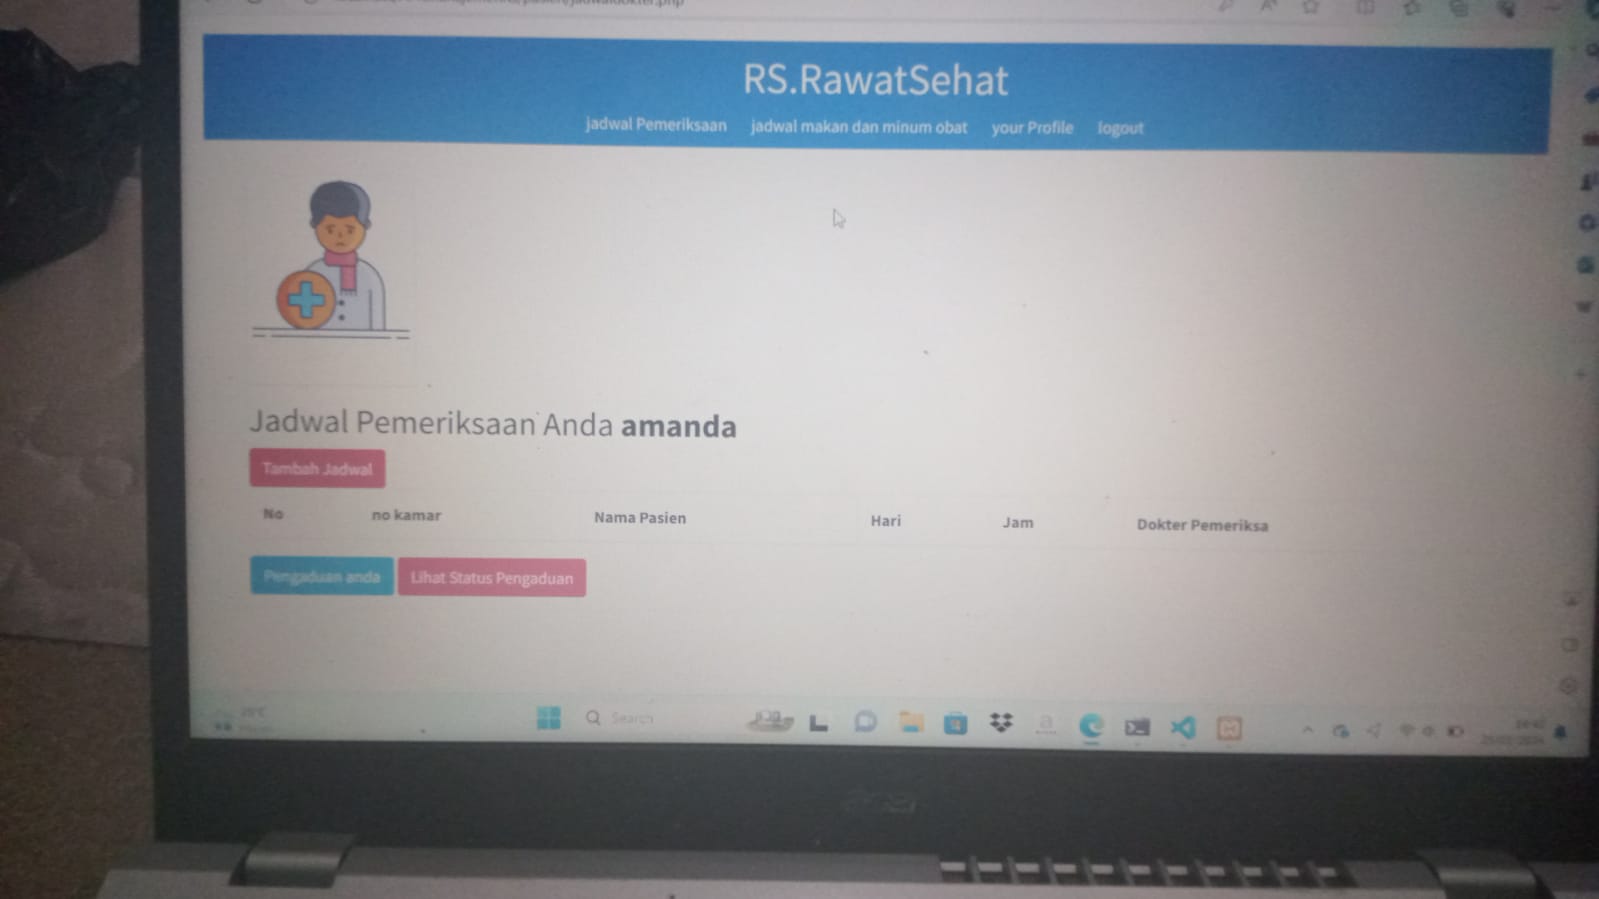 RS.RawatSehat
jadwal Pemeriksaan jadwal makan dan minum obat your Profile logout
Jadwal Pemeriksaan Anda amanda
Tambah Jadwal
No no kamar Nama Pasien Hari Jam Dokter Pemeriksa
Pengaduan anda Lihat Status Pengaduan
Search
acer